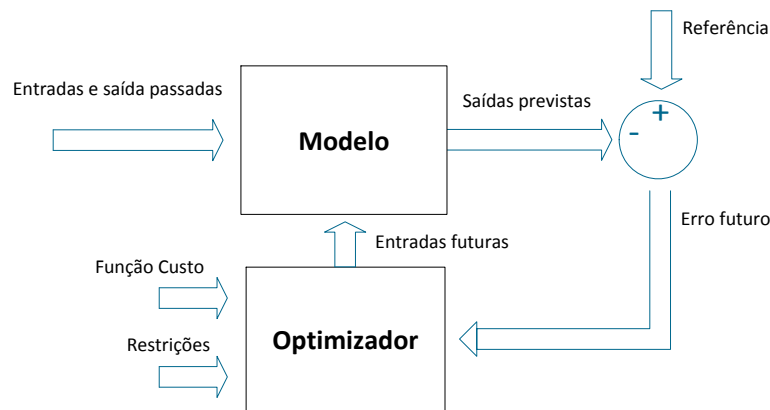 Referência
Entradas e saída passadas
Saídas previstas
Modelo
+
-
Erro futuro
Entradas futuras
Função Custo
Restrições
Optimizador